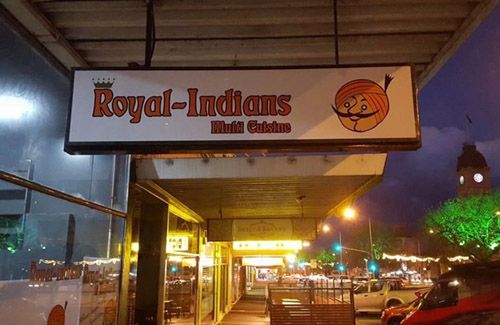 Royal-Indians
Multi Cuisine